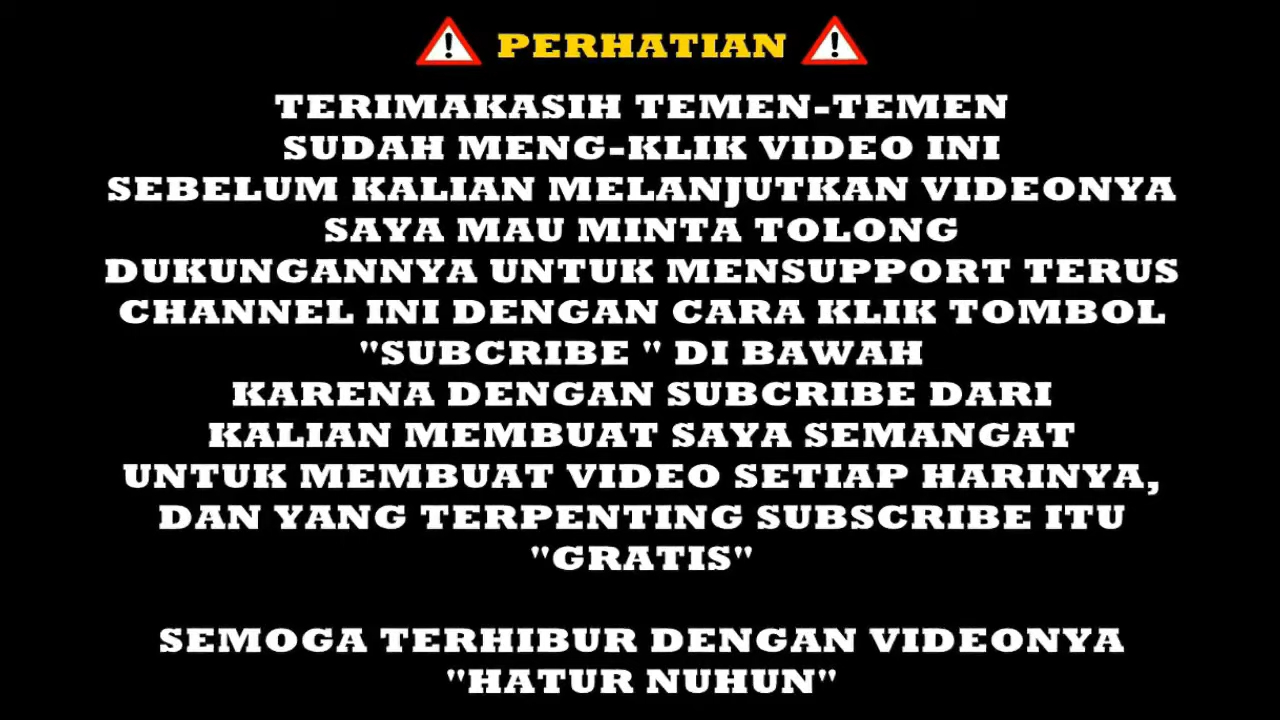 PERHATIAN
TERIMAKASIH TEMEN-TEMEN
SUDAH MENG-KLIK VIDEO INI
SEBELUM KALIAN MELANJUTKAN VIDEONYA
SAYA MAU MINTA TOLONG
DUKUNGANNYA UNTUK MENSUPPORT TERUS
CHANNEL INI DENGAN CARA KLIK TOMBOL
"SUBCRIBE " DI BAWAH
KARENA DENGAN SUBCRIBE DARI
KALIAN MEMBUAT SAYA SEMANGAT
UNTUK MEMBUAT VIDEO SETIAP HARINYA,
DAN YANG TERPENTING SUBSCRIBE ITU
"GRATIS"
SEMOGA TERHIBUR DENGAN VIDEONYA
"HATUR NUHUN"